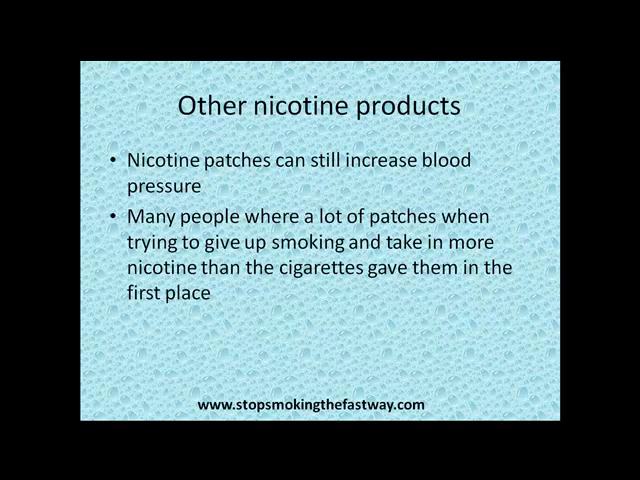 Other nicotine products
• Nicotine patches can still increase blood
pressure
• Many people where a lot of patches when
trying to give up smoking and take in more
nicotine than the cigarettes gave them in the
first place
www.stopsmokingthefastway.com